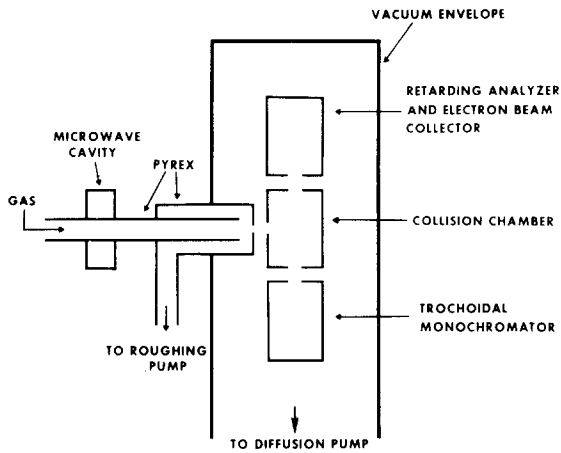 VACUUM ENVELOPE
RETARDING ANALYZER
AND ELECTRON BEAM
COLLECTOR
MICROWAVE
CAVITY
PYREX
GAS
COLLISION CHAMBER
TROCHOIDAL
MONOCHROMATOR
TO ROUGHING
PUMP
TO DIFFUSION PUMP